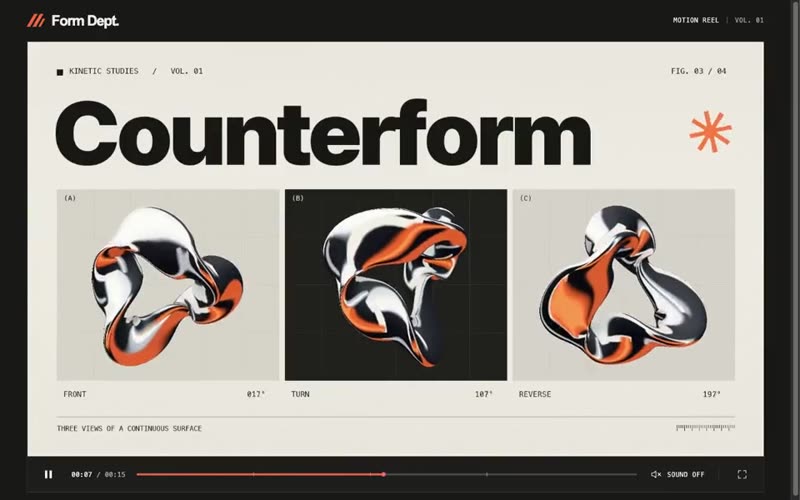 Form Dept.
MOTION REEL | VOL. 01
KINETIC STUDIES / VOL. 01
FIG. 03 / 04
Counterform
(A)
(B)
(C)
FRONT 017°
TURN 107°
REVERSE 197°
THREE VIEWS OF A CONTINUOUS SURFACE
00:07 / 00:15
SOUND OFF